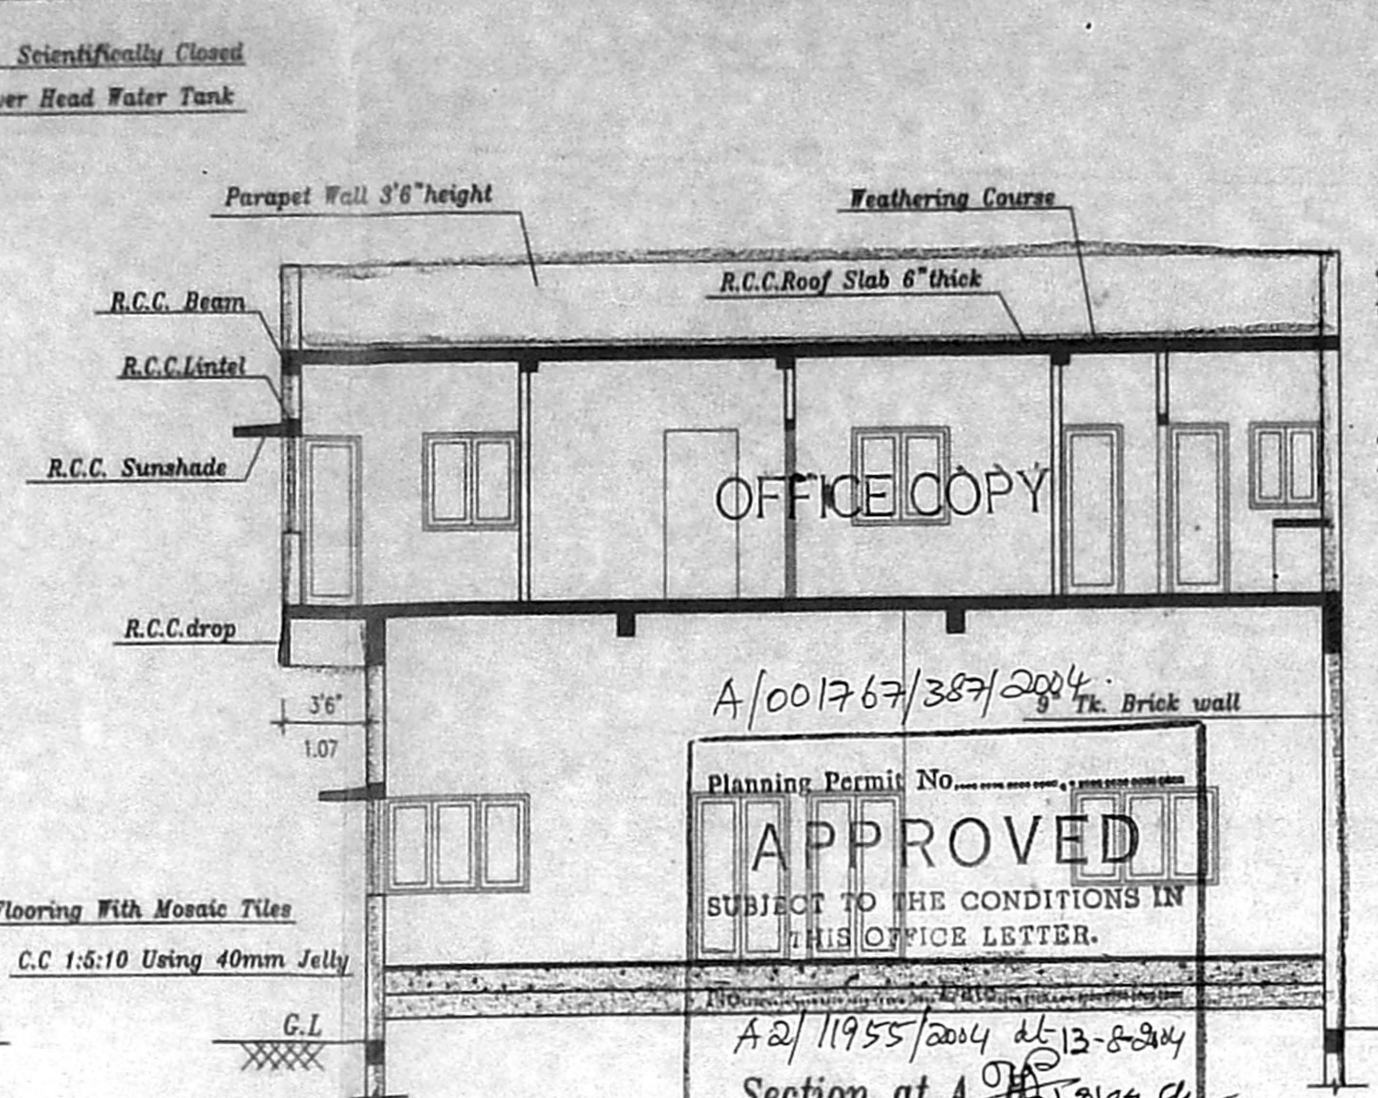 Scientifically Closed
Head Water Tank
Parapet Wall 3'6"height
Weathering Course
R.C.C.Roof Slab 6"thick
R.C.C. Beam
R.C.C.Lintel
R.C.C. Sunshade
OFFICE COPY
R.C.C.drop
A/001767/387/2004
9" Tk. Brick wall
3'6"
1.07
Planning Permit No.
APPROVED
SUBJECT TO THE CONDITIONS IN
THIS OFFICE LETTER.
Flooring With Mosaic Tiles
C.C 1:5:10 Using 40mm Jelly
No. Date
G.L
A2/11955/2004 dt 13-8-2004
Section at A